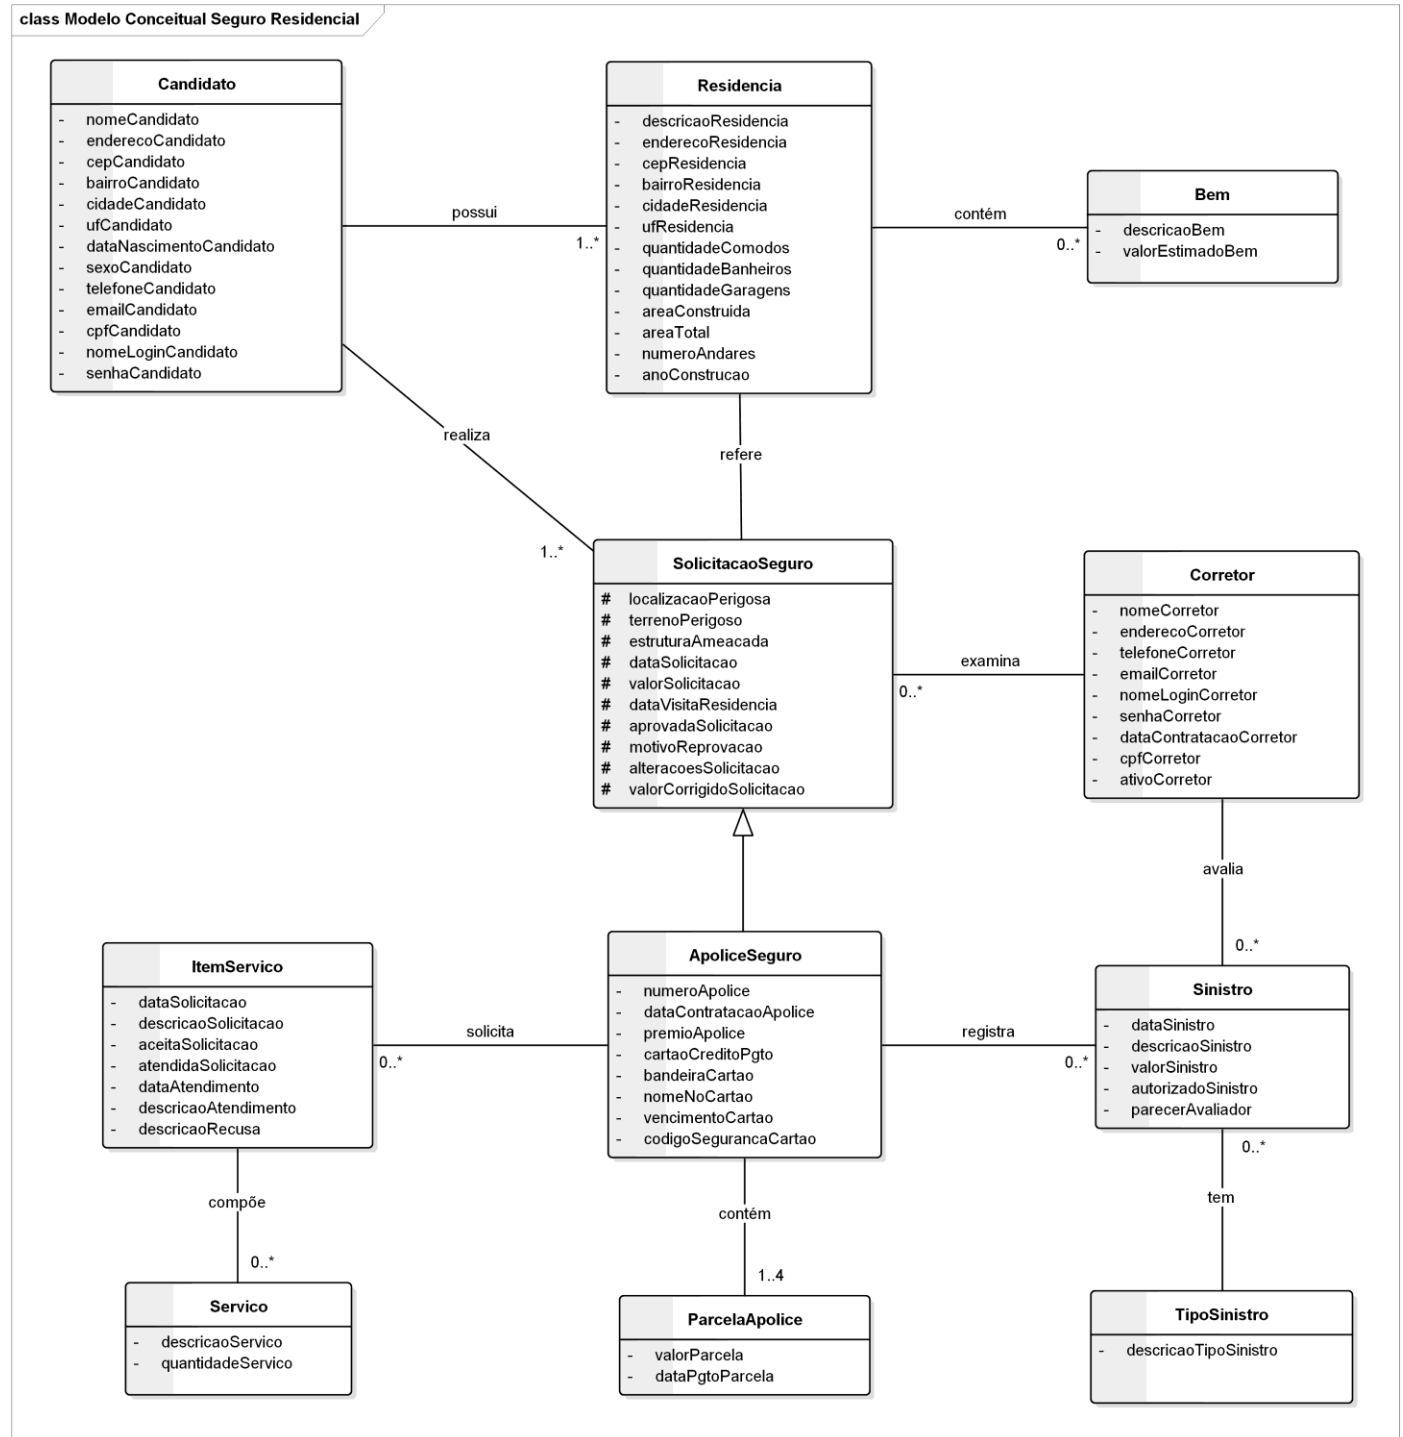 class Modelo Conceitual Seguro Residencial
Candidato
- nomeCandidato
- enderecoCandidato
- cepCandidato
- bairroCandidato
- cidadeCandidato
- ufCandidato
- dataNascimentoCandidato
- sexoCandidato
- telefoneCandidato
- emailCandidato
- cpfCandidato
- nomeLoginCandidato
- senhaCandidato
possui
1..*
Residencia
- descricaoResidencia
- enderecoResidencia
- cepResidencia
- bairroResidencia
- cidadeResidencia
- ufResidencia
- quantidadeComodos
- quantidadeBanheiros
- quantidadeGaragens
- areaConstruida
- areaTotal
- numeroAndares
- anoConstrucao
contém
0..*
Bem
- descricaoBem
- valorEstimadoBem
realiza
1..*
refere
SolicitacaoSeguro
# localizacaoPerigosa
# terrenoPerigoso
# estruturaAmeacada
# dataSolicitacao
# valorSolicitacao
# dataVisitaResidencia
# aprovadaSolicitacao
# motivoReprovacao
# alteracoesSolicitacao
# valorCorrigidoSolicitacao
examina
0..*
Corretor
- nomeCorretor
- enderecoCorretor
- telefoneCorretor
- emailCorretor
- nomeLoginCorretor
- senhaCorretor
- dataContratacaoCorretor
- cpfCorretor
- ativoCorretor
avalia
0..*
ItemServico
- dataSolicitacao
- descricaoSolicitacao
- aceitaSolicitacao
- atendidaSolicitacao
- dataAtendimento
- descricaoAtendimento
- descricaoRecusa
solicita
0..*
ApoliceSeguro
- numeroApolice
- dataContratacaoApolice
- premioApolice
- cartaoCreditoPgto
- bandeiraCartao
- nomeNoCartao
- vencimentoCartao
- codigoSegurancaCartao
registra
0..*
Sinistro
- dataSinistro
- descricaoSinistro
- valorSinistro
- autorizadoSinistro
- parecerAvaliador
0..*
compõe
0..*
contém
1..4
tem
Servico
- descricaoServico
- quantidadeServico
ParcelaApolice
- valorParcela
- dataPgtoParcela
TipoSinistro
- descricaoTipoSinistro